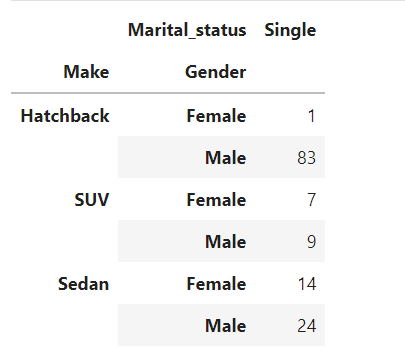 Marital_status Single
Make Gender
Hatchback Female 1
Male 83
SUV Female 7
Male 9
Sedan Female 14
Male 24